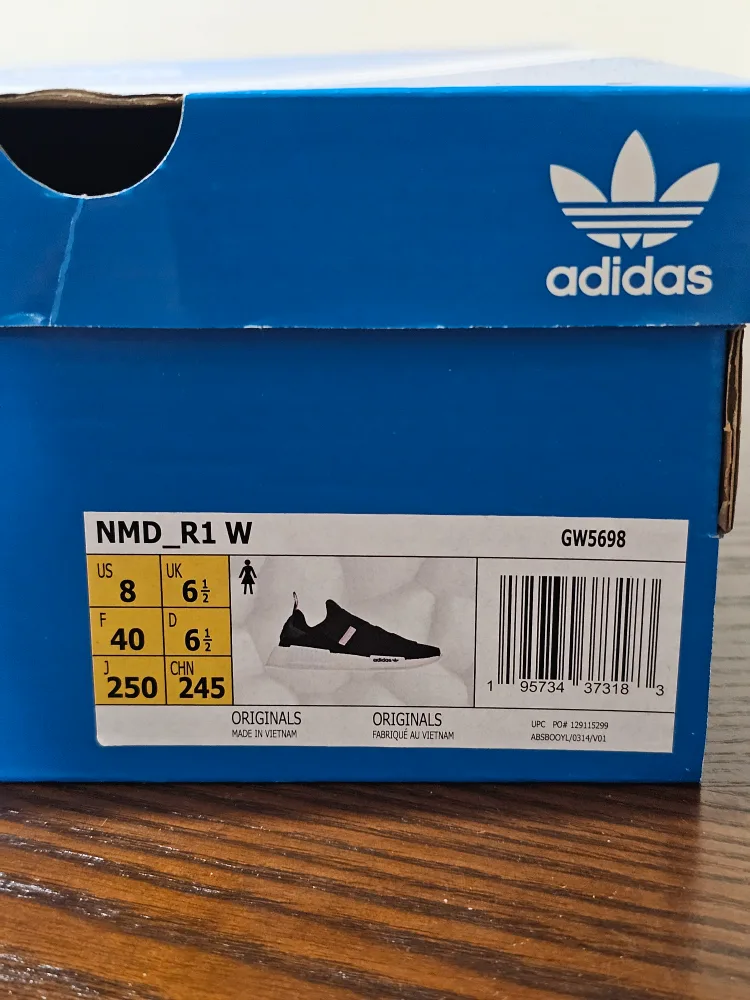 adidas
NMD_R1 W GW5698
US 8 UK 6½
F 40 D 6½
J 250 CHN 245
adidas
1 95734 37318 3
ORIGINALS ORIGINALS
MADE IN VIETNAM FABRIQUÉ AU VIETNAM
UPC PO# 129115299
ABSBOOYL/0314/V01